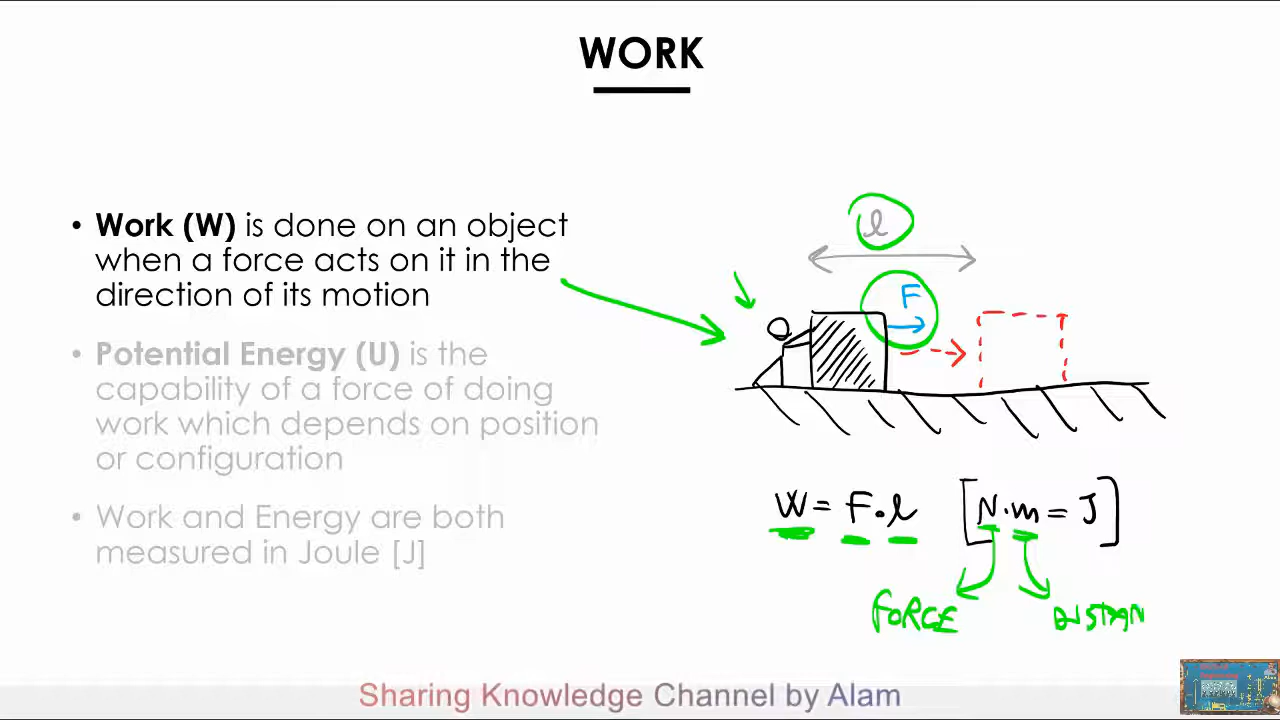 WORK
• Work (W) is done on an object
when a force acts on it in the
direction of its motion
• Potential Energy (U) is the
capability of a force of doing
work which depends on position
or configuration
• Work and Energy are both
measured in Joule [J]
l
F
W = F · l [N·m = J]
FORCE DISTAN
Sharing Knowledge Channel by Alam